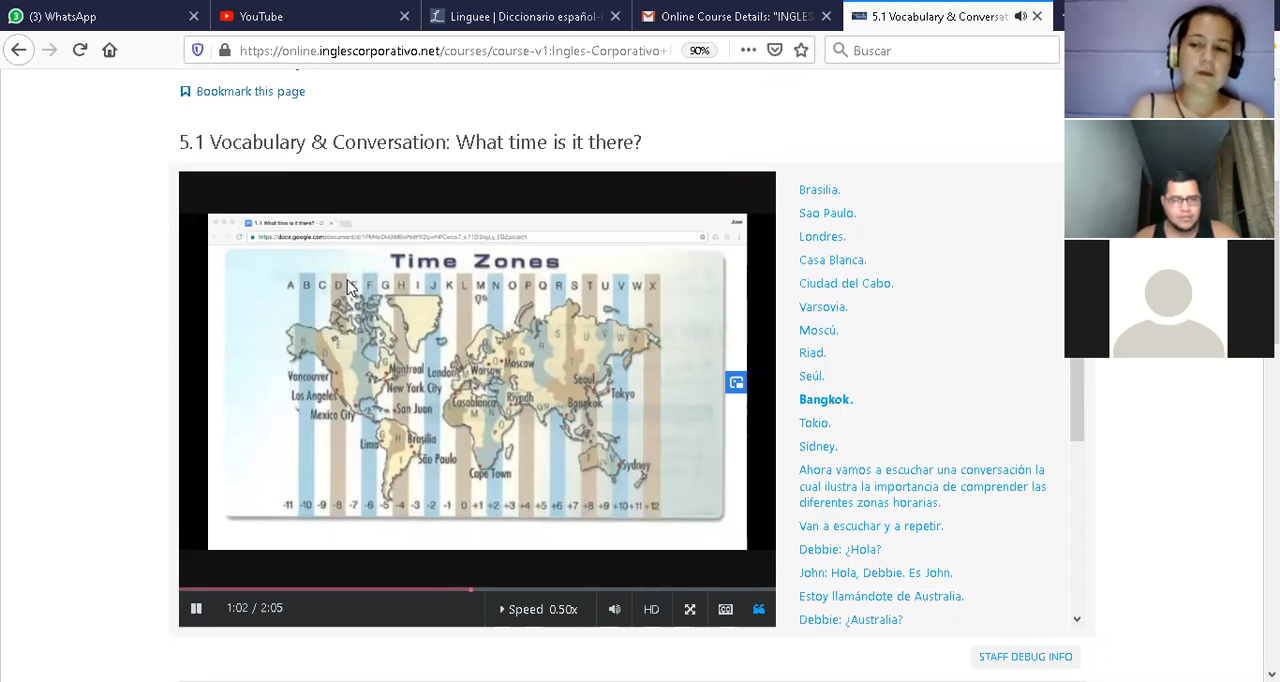 (3) WhatsApp
YouTube
Linguee | Diccionario español-i
Online Course Details: "INGLES
5.1 Vocabulary & Conversat
https://online.inglescorporativo.net/courses/course-v1:Ingles-Corporativo+
90%
Buscar
Bookmark this page
5.1 Vocabulary & Conversation: What time is it there?
Time Zones
A B C D F G H I J K L M N O P Q R S T U V W X
Vancouver
Los Angeles
Mexico City
Montreal
New York City
San Juan
Lima
Brasilia
São Paulo
London
Warsaw
Moscow
Casablanca
Riyadh
Cape Town
Seoul
Tokyo
Bangkok
Sydney
-11 -10 -9 -8 -7 -6 -5 -4 -3 -2 -1 0 +1 +2 +3 +4 +5 +6 +7 +8 +9 +10 +11 +12
1:02 / 2:05
Speed 0.50x
HD
CC
Brasilia.
Sao Paulo.
Londres.
Casa Blanca.
Ciudad del Cabo.
Varsovia.
Moscú.
Riad.
Seúl.
Bangkok.
Tokio.
Sídney.
Ahora vamos a escuchar una conversación la
cual ilustra la importancia de comprender las
diferentes zonas horarias.
Van a escuchar y a repetir.
Debbie: ¿Hola?
John: Hola, Debbie. Es John.
Estoy llamándote de Australia.
Debbie: ¿Australia?
STAFF DEBUG INFO